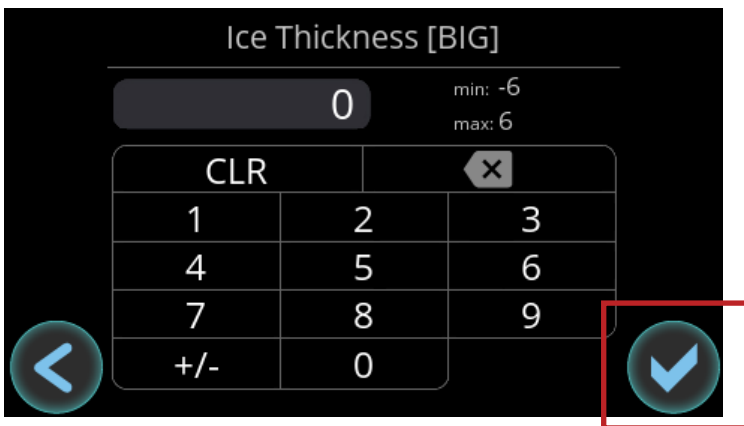 Ice Thickness [BIG]
0
min: -6
max: 6
CLR
1 2 3
4 5 6
7 8 9
+/- 0